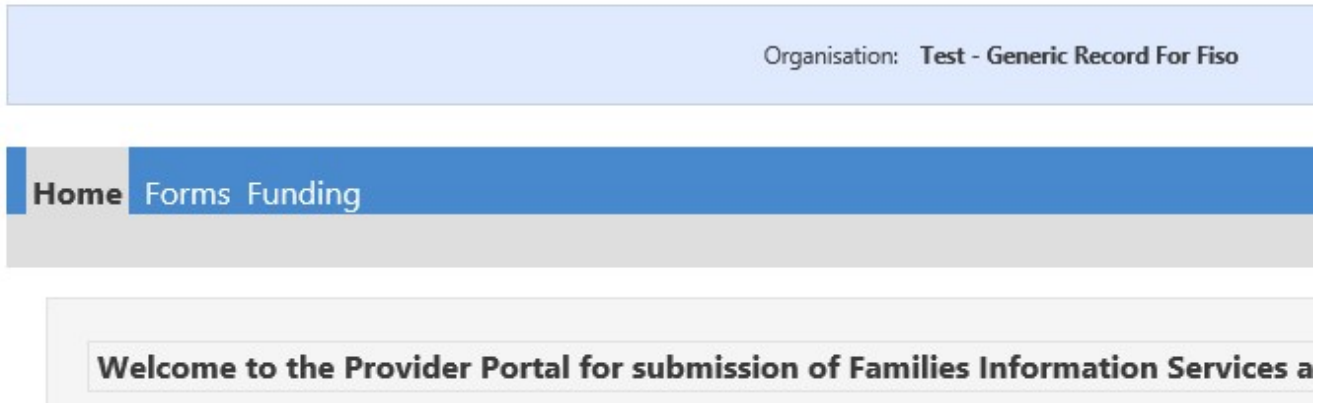 Organisation: Test - Generic Record For Fiso
Home Forms Funding
Welcome to the Provider Portal for submission of Families Information Services a